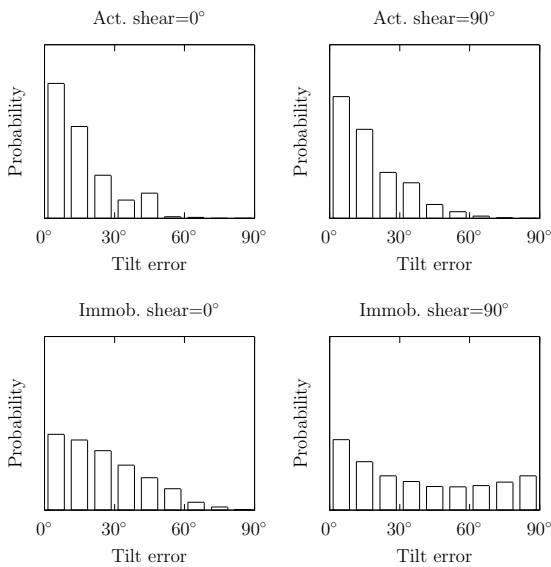 Act. shear=0°
Act. shear=90°
Probability
Probability
0° 30° 60° 90°
0° 30° 60° 90°
Tilt error
Tilt error
Immob. shear=0°
Immob. shear=90°
Probability
Probability
0° 30° 60° 90°
0° 30° 60° 90°
Tilt error
Tilt error